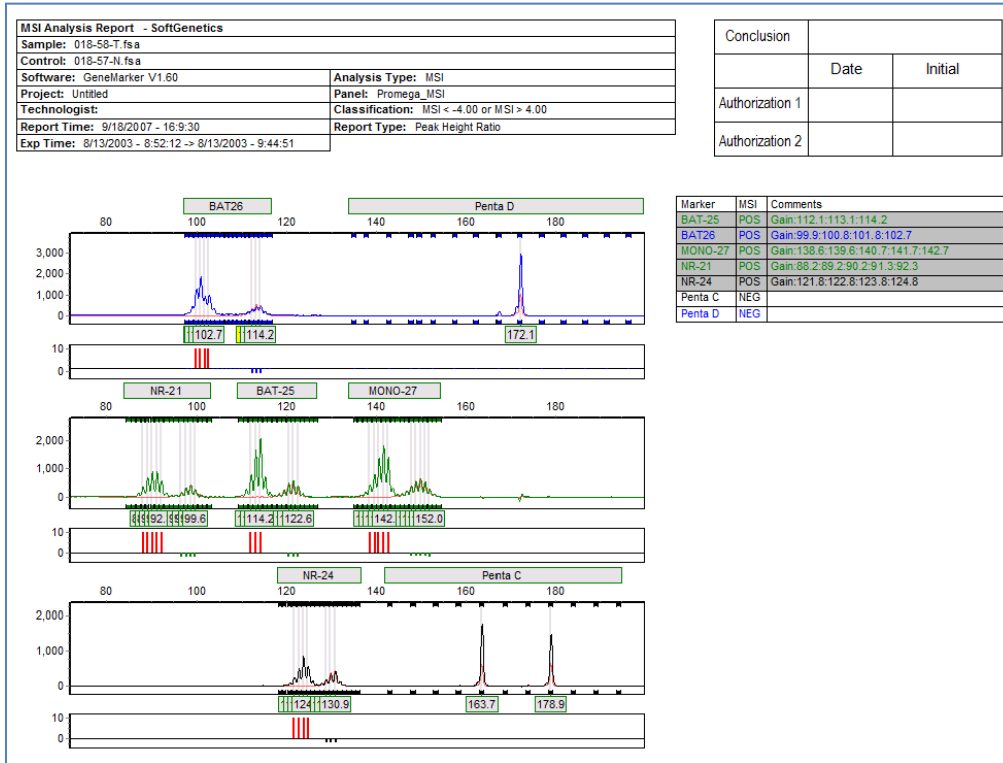 MSI Analysis Report - SoftGenetics
Sample: 018-58-T.fsa
Control: 018-57-N.fsa
Software: GeneMarker V1.60
Analysis Type: MSI
Project: Untitled
Panel: Promega_MSI
Technologist:
Classification: MSI < -4.00 or MSI > 4.00
Report Time: 9/18/2007 - 16:9:30
Report Type: Peak Height Ratio
Exp Time: 8/13/2003 - 8:52:12 -> 8/13/2003 - 9:44:51
Conclusion
Date Initial
Authorization 1
Authorization 2
BAT26 Penta D
80 100 120 140 160 180
3,000
2,000
1,000
0
102.7 114.2 172.1
10
0
NR-21 BAT-25 MONO-27
80 100 120 140 160 180
2,000
1,000
0
92. 99.6 114.2 122.6 142. 152.0
10
0
NR-24 Penta C
80 100 120 140 160 180
2,000
1,000
0
124 130.9 163.7 178.9
10
0
Marker MSI Comments
BAT-25 POS Gain:112.1:113.1:114.2
BAT26 POS Gain:99.9:100.8:101.8:102.7
MONO-27 POS Gain:138.6:139.6:140.7:141.7:142.7
NR-21 POS Gain:88.2:89.2:90.2:91.3:92.3
NR-24 POS Gain:121.8:122.8:123.8:124.8
Penta C NEG
Penta D NEG